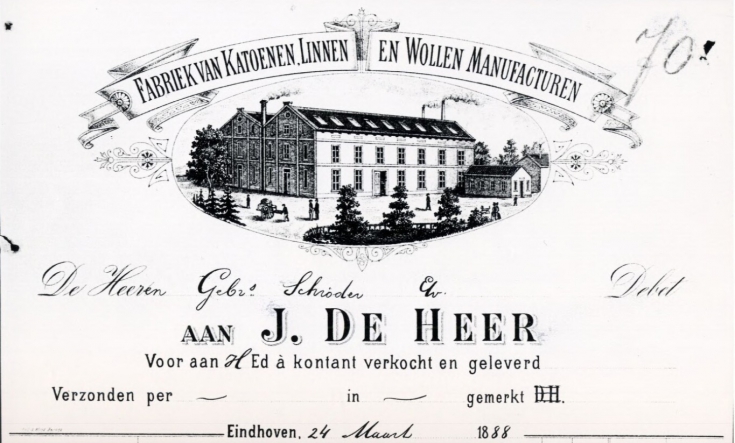 FABRIEK VAN KATOENEN, LINNEN EN WOLLEN MANUFACTUREN
70
De Heeren Gebrs. Schröder Debet
AAN J. DE HEER
Voor aan H Ed à kontant verkocht en geleverd
Verzonden per — in — gemerkt DH.
Eindhoven, 24 Maart 1888